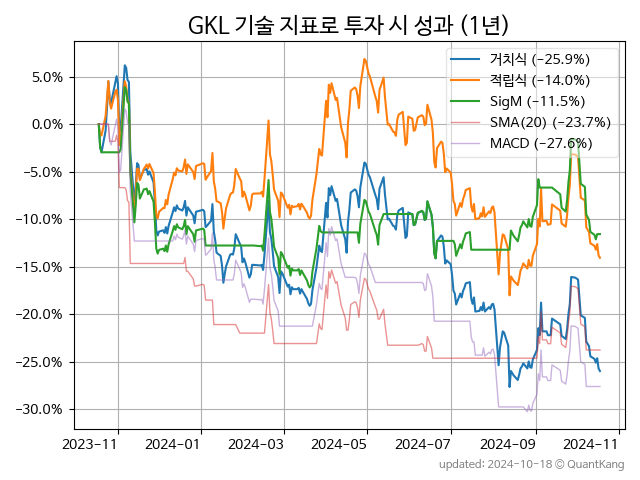 GKL 기술 지표로 투자 시 성과 (1년)
거치식 (−25.9%)
적립식 (−14.0%)
SigM (−11.5%)
SMA(20) (−23.7%)
MACD (−27.6%)
5.0%
0.0%
−5.0%
−10.0%
−15.0%
−20.0%
−25.0%
−30.0%
2023-11 2024-01 2024-03 2024-05 2024-07 2024-09 2024-11
updated: 2024-10-18 © QuantKang